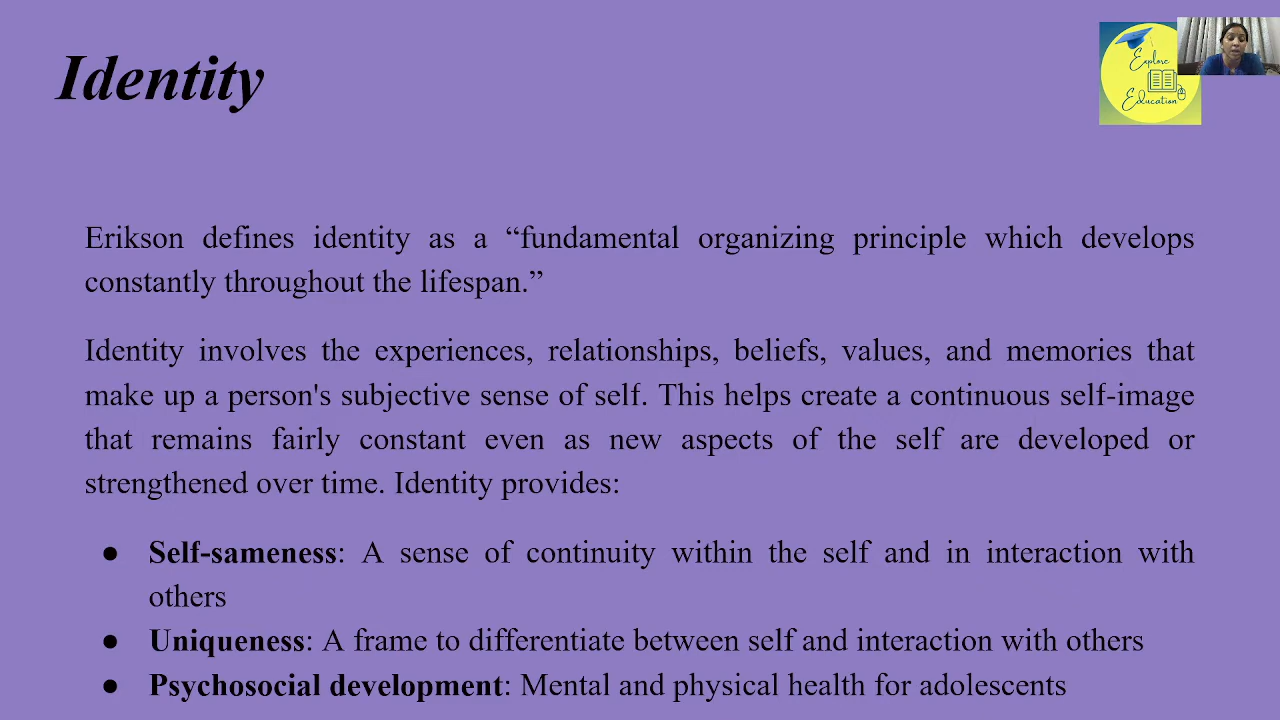 Identity
Explore
Education
Erikson defines identity as a “fundamental organizing principle which develops
constantly throughout the lifespan.”
Identity involves the experiences, relationships, beliefs, values, and memories that
make up a person's subjective sense of self. This helps create a continuous self-image
that remains fairly constant even as new aspects of the self are developed or
strengthened over time. Identity provides:
● Self-sameness: A sense of continuity within the self and in interaction with
others
● Uniqueness: A frame to differentiate between self and interaction with others
● Psychosocial development: Mental and physical health for adolescents